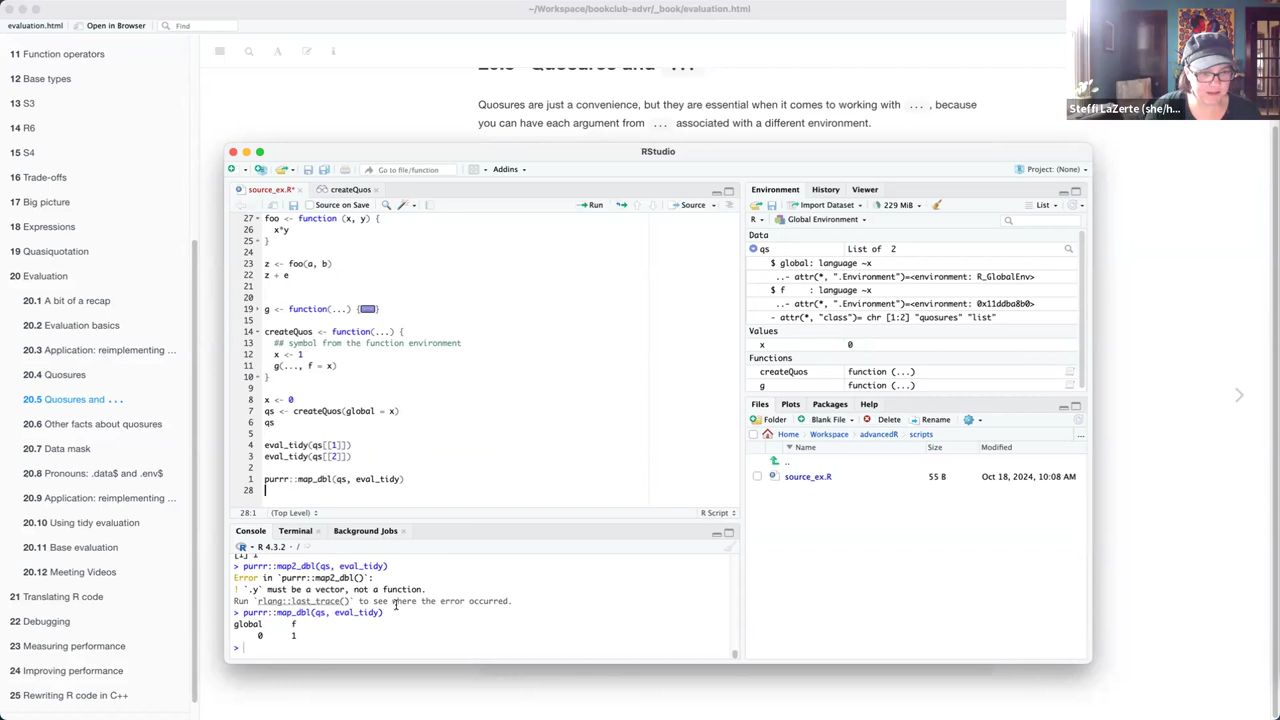 ~/Workspace/bookclub-advr/_book/evaluation.html
evaluation.html
Open in Browser
Find
11 Function operators
12 Base types
13 S3
14 R6
15 S4
16 Trade-offs
17 Big picture
18 Expressions
19 Quasiquotation
20 Evaluation
20.1 A bit of a recap
20.2 Evaluation basics
20.3 Application: reimplementing ...
20.4 Quosures
20.5 Quosures and ...
20.6 Other facts about quosures
20.7 Data mask
20.8 Pronouns: .data$ and .env$
20.9 Application: reimplementing ...
20.10 Using tidy evaluation
20.11 Base evaluation
20.12 Meeting Videos
21 Translating R code
22 Debugging
23 Measuring performance
24 Improving performance
25 Rewriting R code in C++
Quosures are just a convenience, but they are essential when it comes to working with ... , because
you can have each argument from ... associated with a different environment.
Steffi LaZerte (she/h...
RStudio
Go to file/function
Addins
Project: (None)
source_ex.R*
createQuos
Source on Save
Run
Source
27 foo <- function (x, y) {
26 x*y
25 }
24
23 z <- foo(a, b)
22 z + e
21
20
19 g <- function(...) {
15
14 createQuos <- function(...) {
13 ## symbol from the function environment
12 x <- 1
11 g(..., f = x)
10 }
9
8 x <- 0
7 qs <- createQuos(global = x)
6 qs
5
4 eval_tidy(qs[[1]])
3 eval_tidy(qs[[2]])
2
1 purrr::map_dbl(qs, eval_tidy)
28
28:1 (Top Level)
R Script
Console Terminal Background Jobs
R 4.3.2 · /
[1] 1
> purrr::map2_dbl(qs, eval_tidy)
Error in `purrr::map2_dbl()`:
! `.y` must be a vector, not a function.
Run `rlang::last_trace()` to see where the error occurred.
> purrr::map_dbl(qs, eval_tidy)
global f
0 1
>
Environment History Viewer
Import Dataset
229 MiB
List
R
Global Environment
Data
qs List of 2
$ global: language ~x
..- attr(*, ".Environment")=<environment: R_GlobalEnv>
$ f : language ~x
..- attr(*, ".Environment")=<environment: 0x11ddba8b0>
- attr(*, "class")= chr [1:2] "quosures" "list"
Values
x 0
Functions
createQuos function (...)
g function (...)
Files Plots Packages Help
Folder
Blank File
Delete
Rename
Home Workspace advancedR scripts
...
Name Size Modified
..
source_ex.R 55 B Oct 18, 2024, 10:08 AM